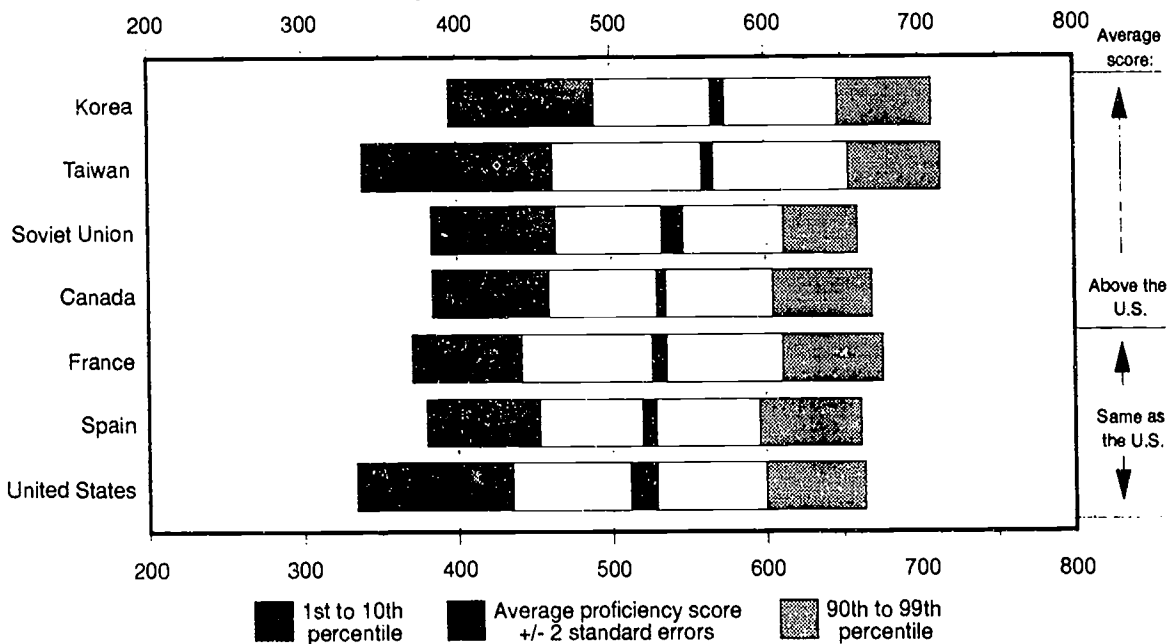 200 300 400 500 600 700 800
Average
score:
Korea
Taiwan
Soviet Union
Canada
Above the
U.S.
France
Spain
Same as
the U.S.
United States
200 300 400 500 600 700 800
1st to 10th
percentile
Average proficiency score
+/- 2 standard errors
90th to 99th
percentile